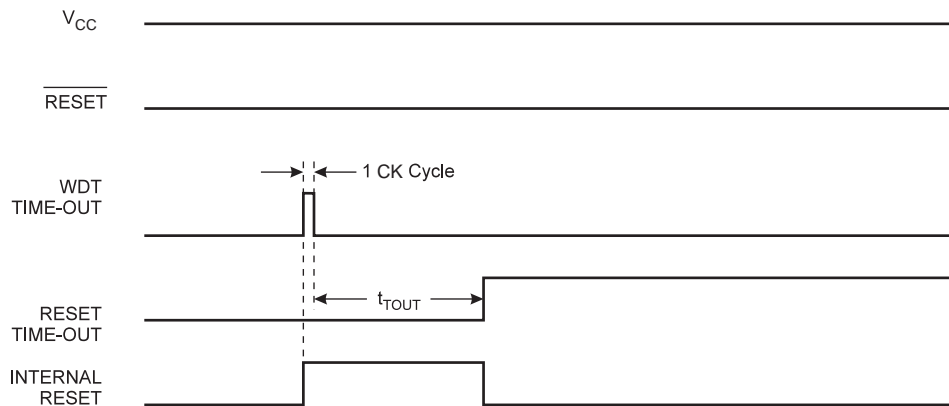 VCC
RESET
1 CK Cycle
WDT
TIME-OUT
tTOUT
RESET
TIME-OUT
INTERNAL
RESET